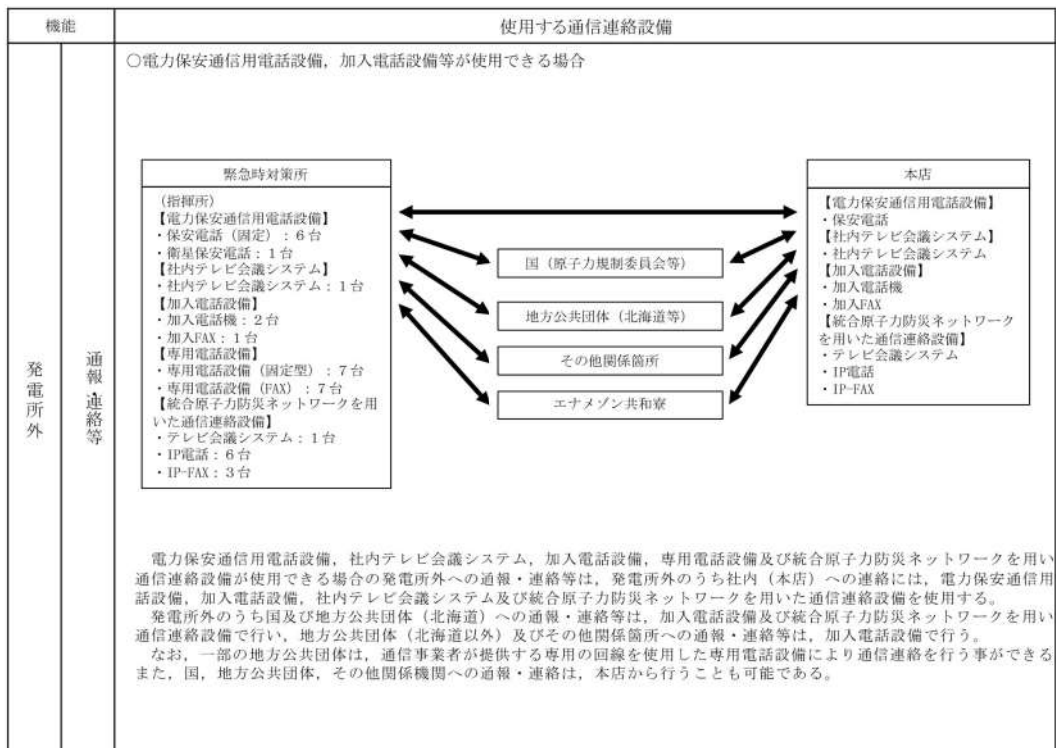 機能
使用する通信連絡設備
発電所外
通報・連絡等
○電力保安通信用電話設備，加入電話設備等が使用できる場合
緊急時対策所
(指揮所)
【電力保安通信用電話設備】
・保安電話（固定）：６台
・衛星保安電話：１台
【社内テレビ会議システム】
・社内テレビ会議システム：１台
【加入電話設備】
・加入電話機：２台
・加入FAX：１台
【専用電話設備】
・専用電話設備（固定型）：７台
・専用電話設備（FAX）：７台
【統合原子力防災ネットワークを用
いた通信連絡設備】
・テレビ会議システム：１台
・IP電話：６台
・IP-FAX：３台
国（原子力規制委員会等）
地方公共団体（北海道等）
その他関係箇所
エナメゾン共和寮
本店
【電力保安通信用電話設備】
・保安電話
【社内テレビ会議システム】
・社内テレビ会議システム
【加入電話設備】
・加入電話機
・加入FAX
【統合原子力防災ネットワーク
を用いた通信連絡設備】
・テレビ会議システム
・IP電話
・IP-FAX
電力保安通信用電話設備，社内テレビ会議システム，加入電話設備，専用電話設備及び統合原子力防災ネットワークを用い
通信連絡設備が使用できる場合の発電所外への通報・連絡等は，発電所外のうち社内（本店）への連絡には，電力保安通信用
話設備，加入電話設備，社内テレビ会議システム及び統合原子力防災ネットワークを用いた通信連絡設備を使用する。
発電所外のうち国及び地方公共団体（北海道）への通報・連絡等は，加入電話設備及び統合原子力防災ネットワークを用い
通信連絡設備で行い，地方公共団体（北海道以外）及びその他関係箇所への通報・連絡等は，加入電話設備で行う。
なお，一部の地方公共団体は，通信事業者が提供する専用の回線を使用した専用電話設備により通信連絡を行う事ができる
また，国，地方公共団体，その他関係機関への通報・連絡は，本店から行うことも可能である。